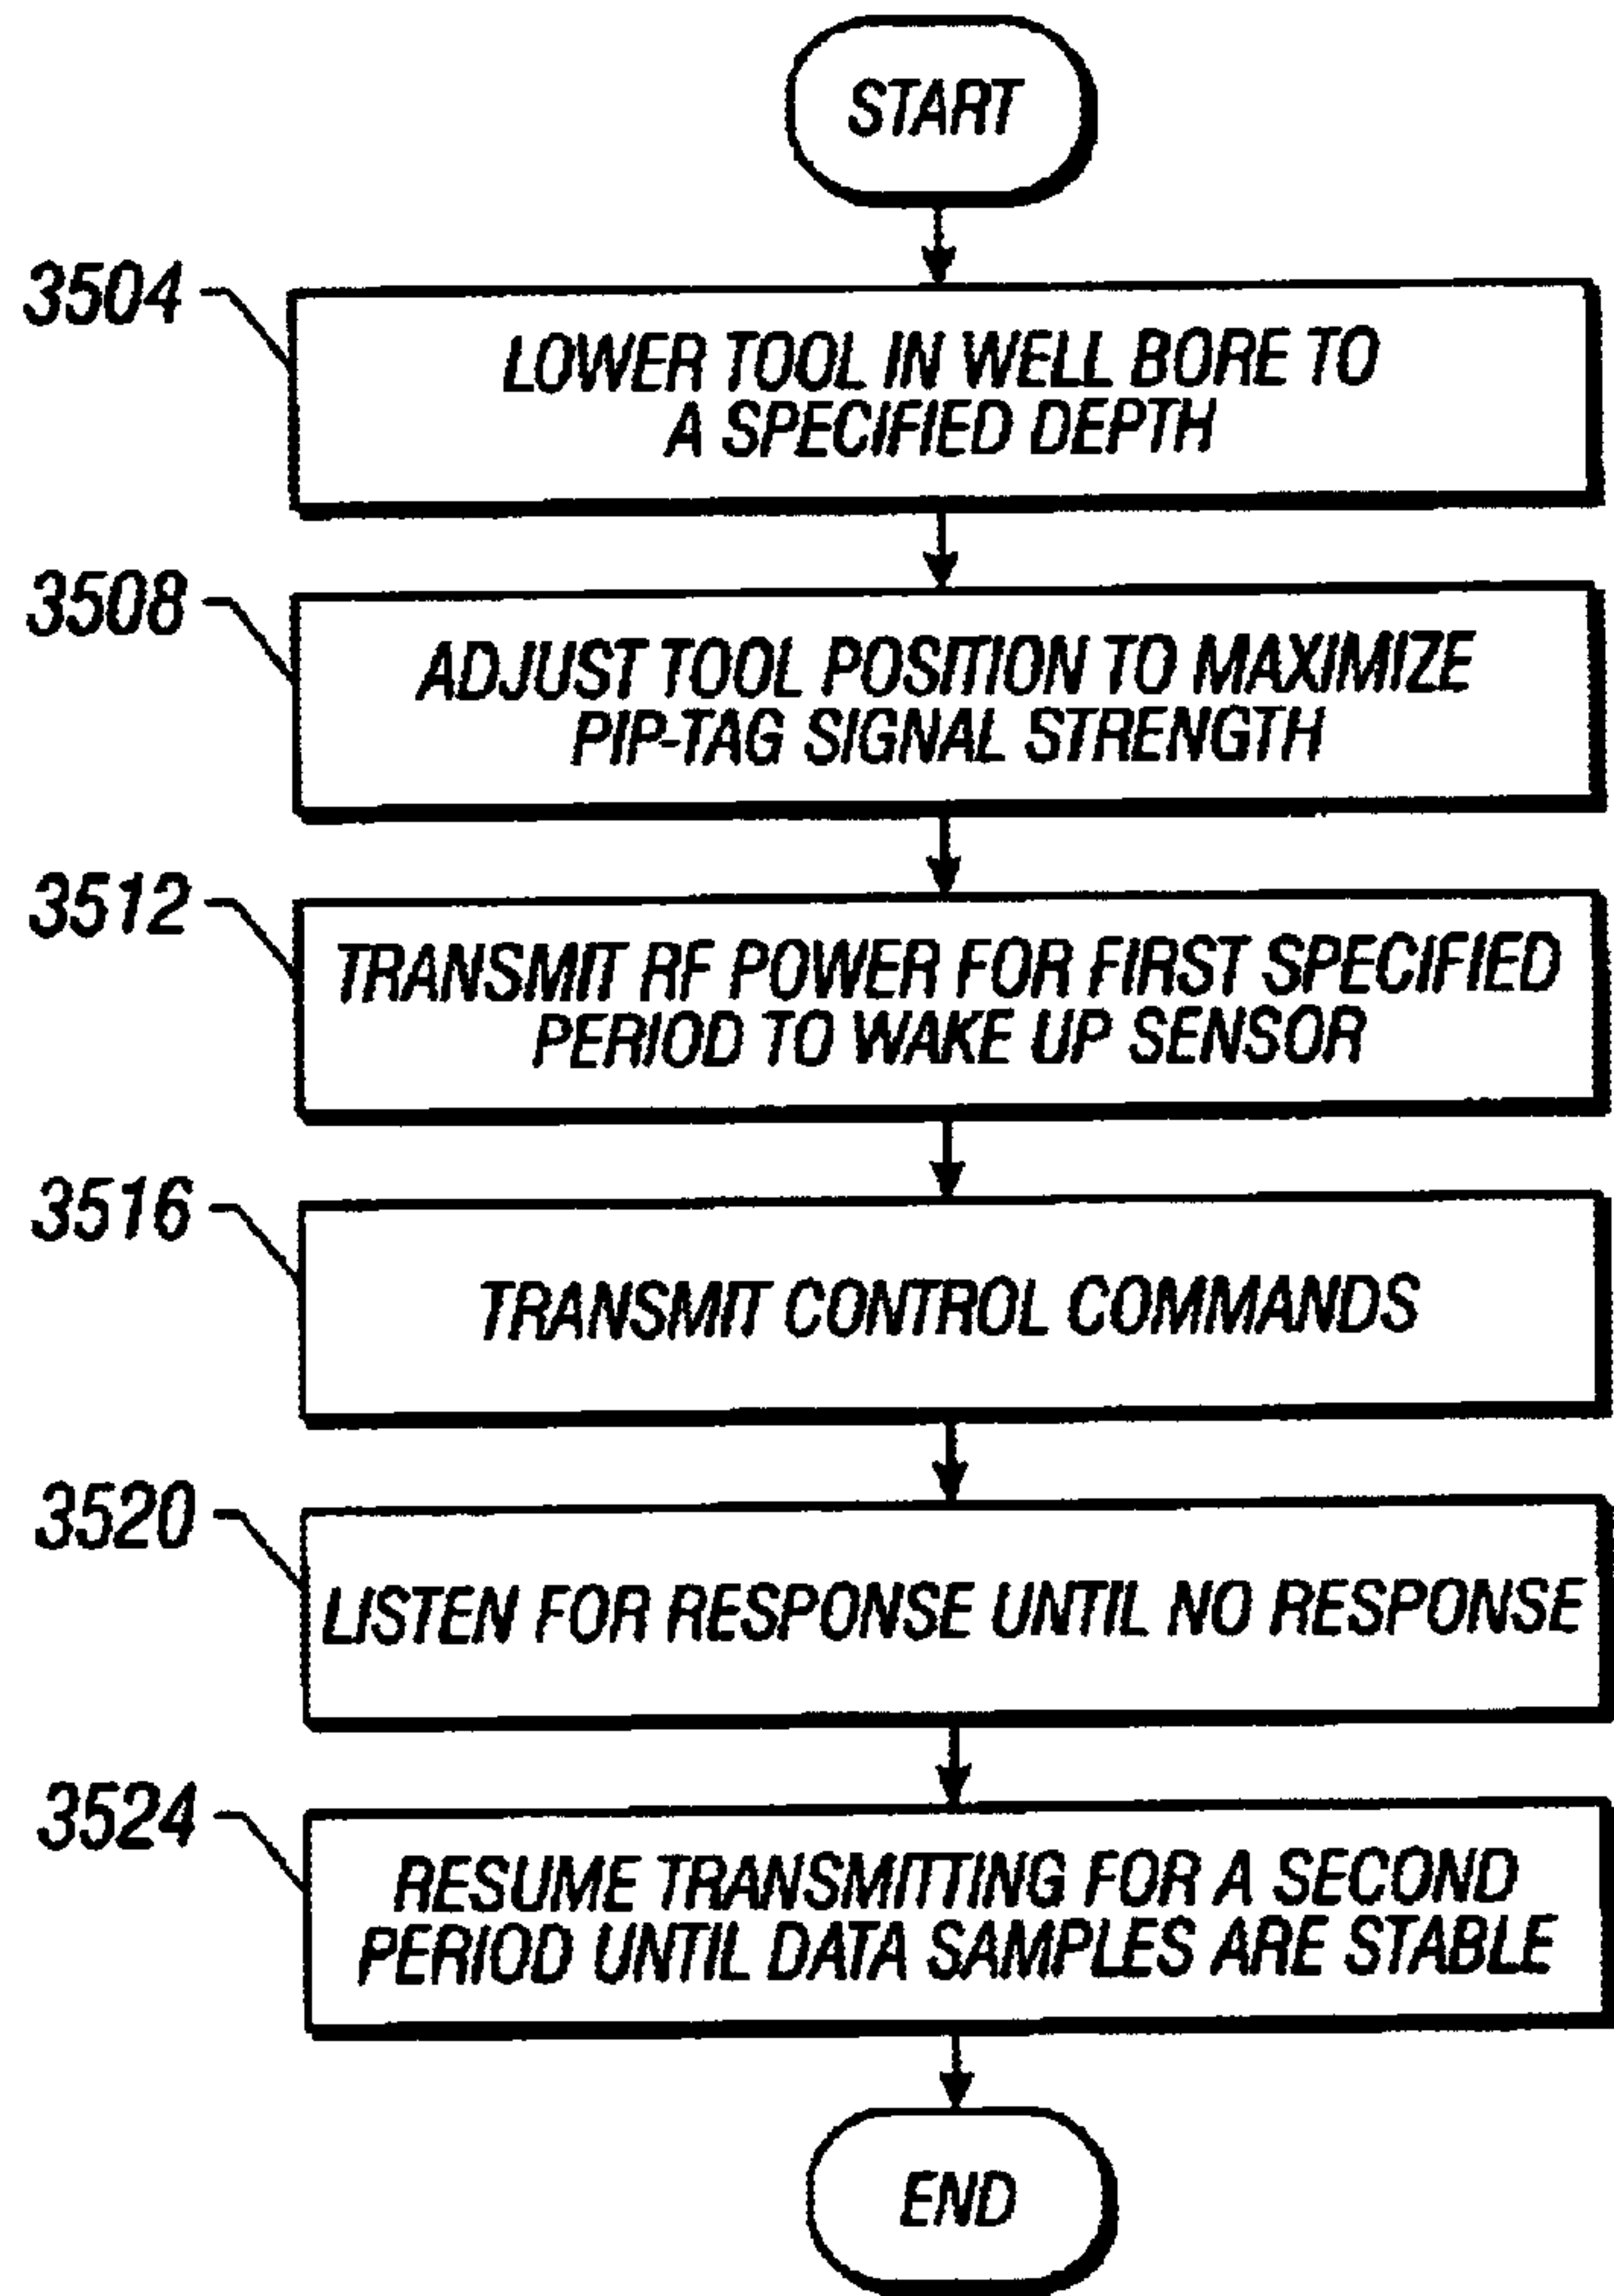 START
3504
LOWER TOOL IN WELL BORE TO
A SPECIFIED DEPTH
3508
ADJUST TOOL POSITION TO MAXIMIZE
PIP-TAG SIGNAL STRENGTH
3512
TRANSMIT RF POWER FOR FIRST SPECIFIED
PERIOD TO WAKE UP SENSOR
3516
TRANSMIT CONTROL COMMANDS
3520
LISTEN FOR RESPONSE UNTIL NO RESPONSE
3524
RESUME TRANSMITTING FOR A SECOND
PERIOD UNTIL DATA SAMPLES ARE STABLE
END